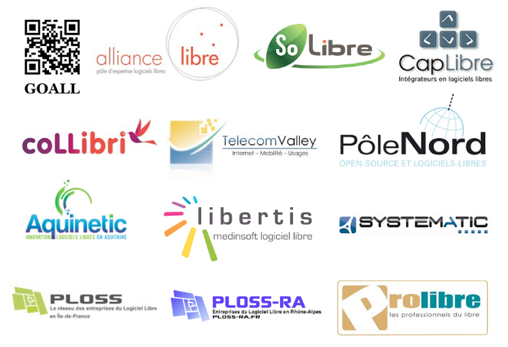 GOALL
alliance libre
pôle d'expertise logiciels libres
So Libre
CapLibre
Intégrateurs en logiciels libres
coLLibri
TelecomValley
Internet – Mobilité – Usages
PôleNord
OPEN-SOURCE ET LOGICIELS-LIBRES
Aquinetic
INNOVATION LOGICIELS LIBRES EN AQUITAINE
libertis
medinsoft logiciel libre
SYSTEMATIC
PLOSS
Le réseau des entreprises du Logiciel Libre
en Île-de-France
PLOSS-RA
Entreprises du Logiciel Libre en Rhône-Alpes
PLOSS-RA.FR
Prolibre
les professionnels du libre